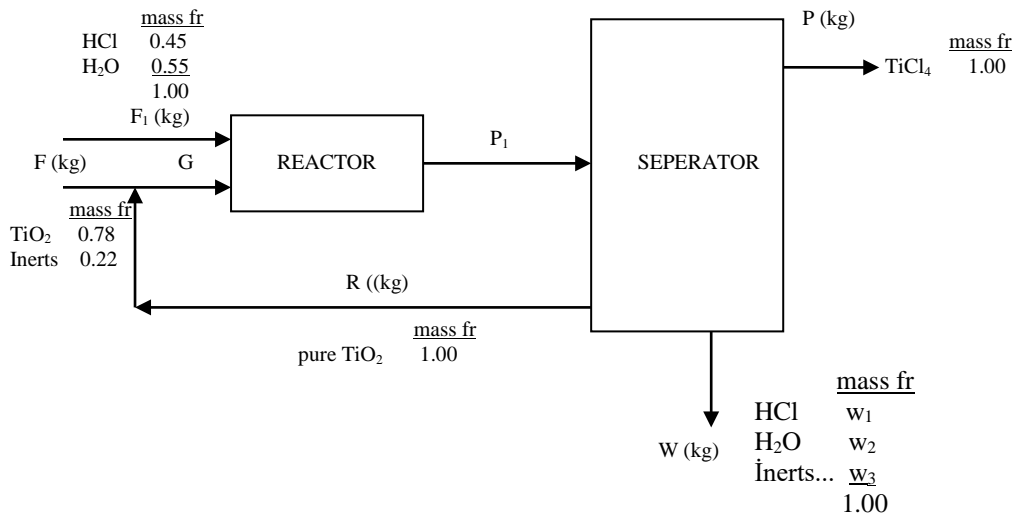 mass fr
HCl 0.45
H₂O 0.55
1.00
F₁ (kg)
F (kg) G
REACTOR
P₁
SEPERATOR
P (kg)
mass fr
TiCl₄ 1.00
mass fr
TiO₂ 0.78
Inerts 0.22
R ((kg)
mass fr
pure TiO₂ 1.00
W (kg)
mass fr
HCl w₁
H₂O w₂
İnerts... w₃
1.00